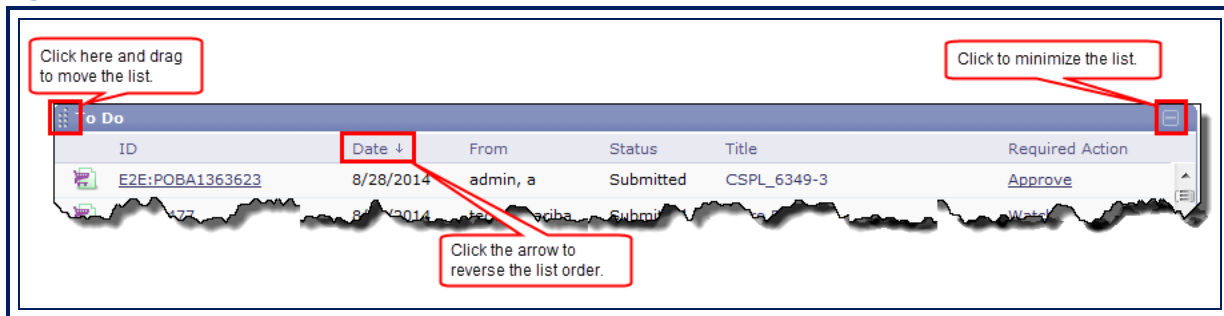 Click here and drag
to move the list.
Click to minimize the list.
To Do
ID Date ↓ From Status Title Required Action
E2E:POBA1363623 8/28/2014 admin, a Submitted CSPL_6349-3 Approve
Click the arrow to
reverse the list order.